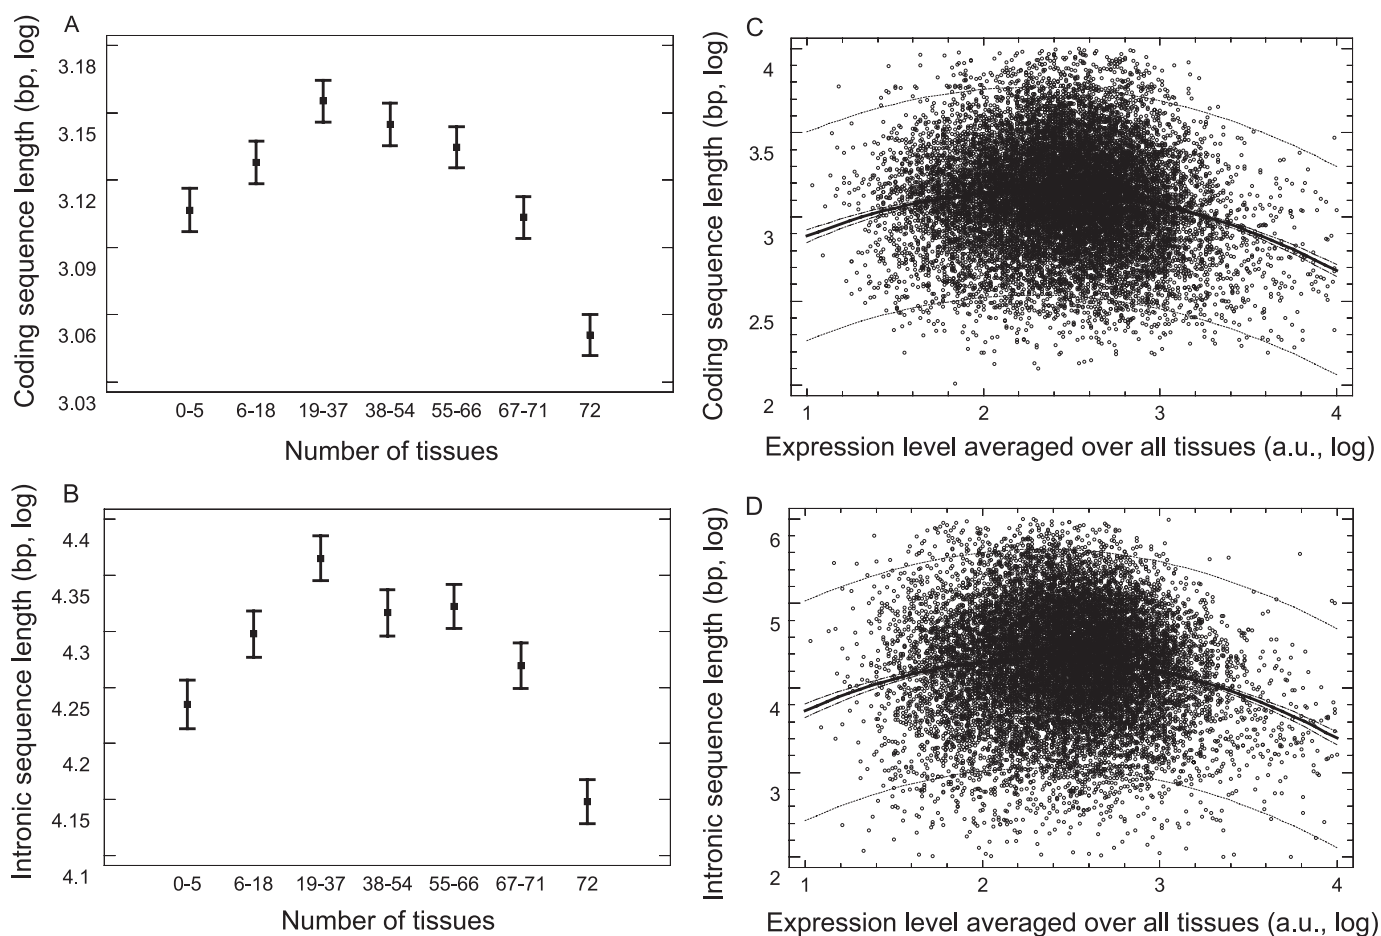 A
Coding sequence length (bp, log)
3.18
3.15
3.12
3.09
3.06
3.03
0-5 6-18 19-37 38-54 55-66 67-71 72
Number of tissues
B
Intronic sequence length (bp, log)
4.4
4.35
4.3
4.25
4.2
4.15
4.1
0-5 6-18 19-37 38-54 55-66 67-71 72
Number of tissues
C
Coding sequence length (bp, log)
4
3.5
3
2.5
2
1 2 3 4
Expression level averaged over all tissues (a.u., log)
D
Intronic sequence length (bp, log)
6
5
4
3
2
1 2 3 4
Expression level averaged over all tissues (a.u., log)